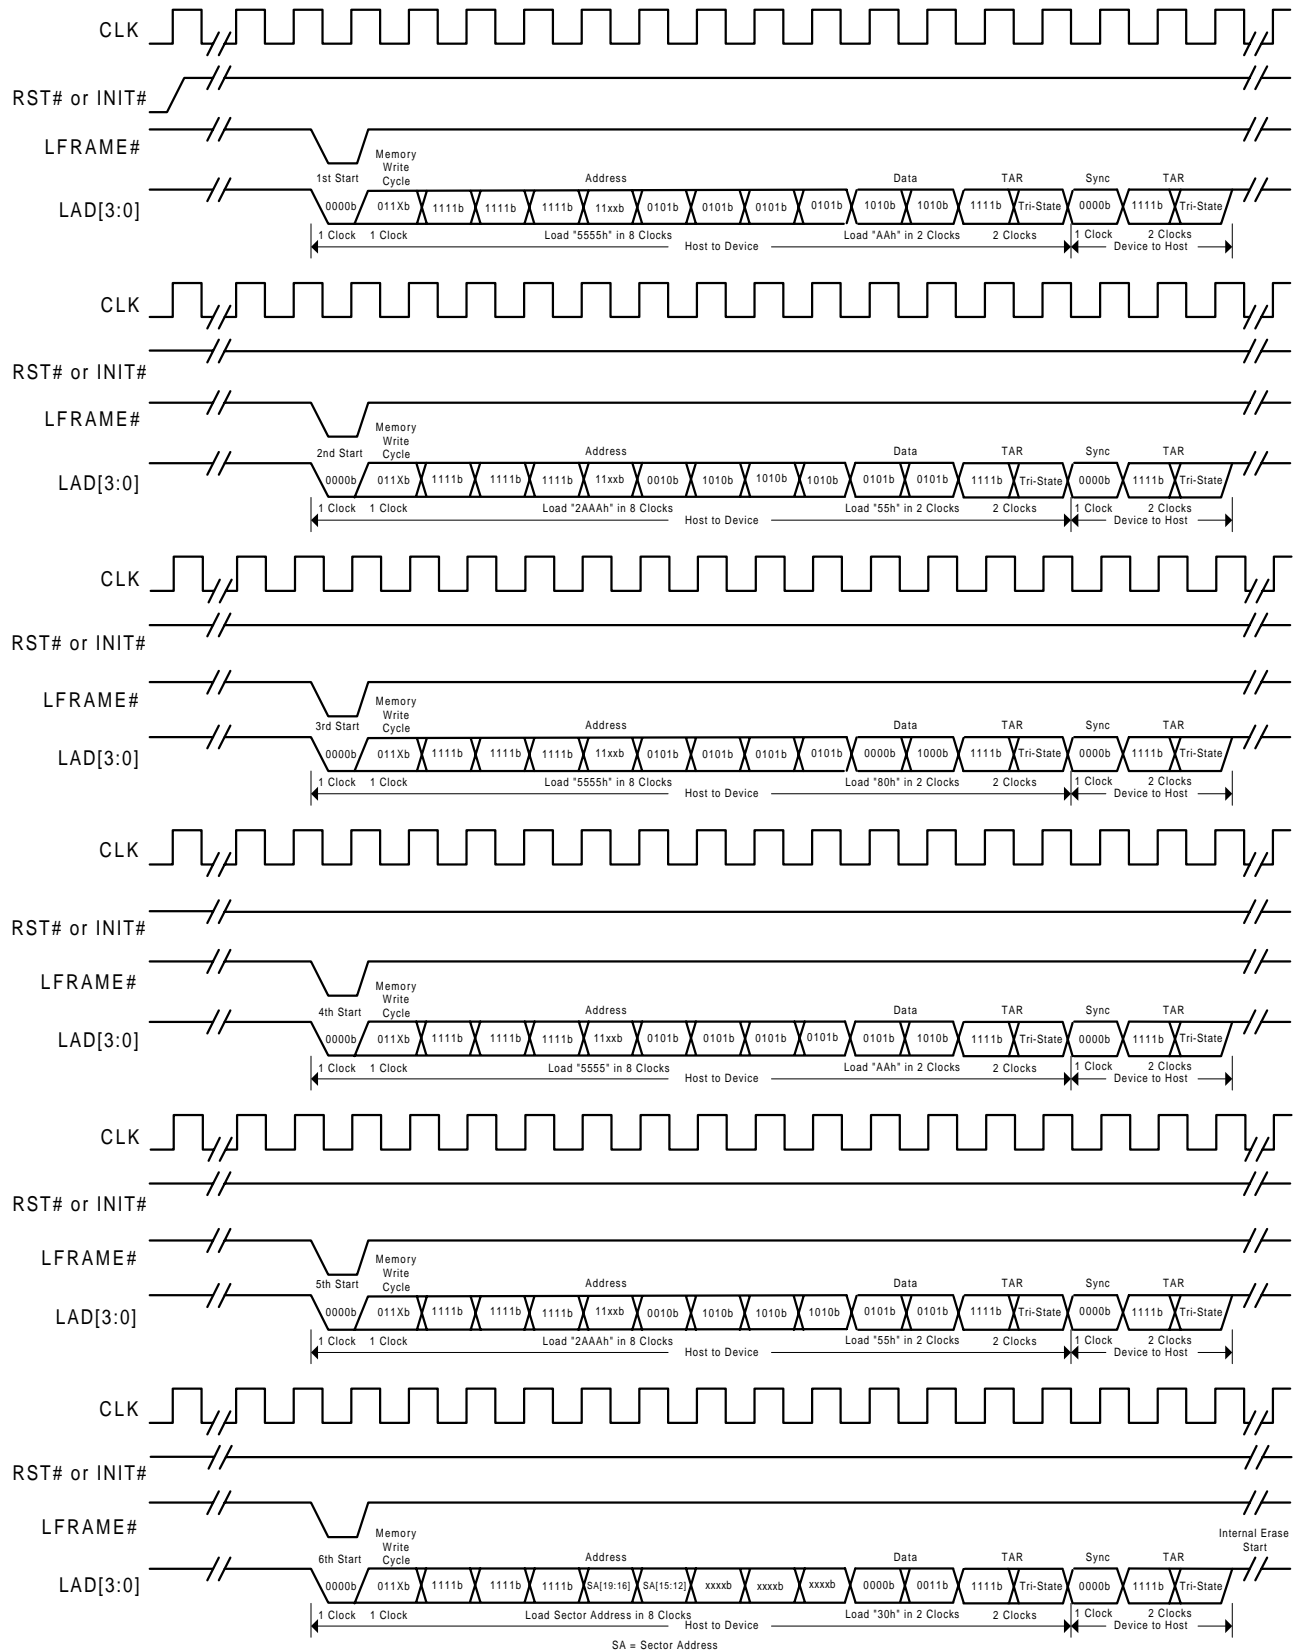 CLK
RST# or INIT#
LFRAME#
Memory
Write
Cycle
1st Start Address Data TAR Sync TAR
LAD[3:0] 0000b 011Xb 1111b 1111b 1111b 11xxb 0101b 0101b 0101b 0101b 1010b 1010b 1111b Tri-State 0000b 1111b Tri-State
1 Clock 1 Clock Load "5555h" in 8 Clocks Load "AAh" in 2 Clocks 2 Clocks 1 Clock 2 Clocks
Host to Device Device to Host
CLK
RST# or INIT#
LFRAME#
Memory
Write
Cycle
2nd Start Address Data TAR Sync TAR
LAD[3:0] 0000b 011Xb 1111b 1111b 1111b 11xxb 0010b 1010b 1010b 1010b 0101b 0101b 1111b Tri-State 0000b 1111b Tri-State
1 Clock 1 Clock Load "2AAAh" in 8 Clocks Load "55h" in 2 Clocks 2 Clocks 1 Clock 2 Clocks
Host to Device Device to Host
CLK
RST# or INIT#
LFRAME#
Memory
Write
Cycle
3rd Start Address Data TAR Sync TAR
LAD[3:0] 0000b 011Xb 1111b 1111b 1111b 11xxb 0101b 0101b 0101b 0101b 0000b 1000b 1111b Tri-State 0000b 1111b Tri-State
1 Clock 1 Clock Load "5555h" in 8 Clocks Load "80h" in 2 Clocks 2 Clocks 1 Clock 2 Clocks
Host to Device Device to Host
CLK
RST# or INIT#
LFRAME#
Memory
Write
Cycle
4th Start Address Data TAR Sync TAR
LAD[3:0] 0000b 011Xb 1111b 1111b 1111b 11xxb 0101b 0101b 0101b 0101b 0101b 1010b 1111b Tri-State 0000b 1111b Tri-State
1 Clock 1 Clock Load "5555" in 8 Clocks Load "AAh" in 2 Clocks 2 Clocks 1 Clock 2 Clocks
Host to Device Device to Host
CLK
RST# or INIT#
LFRAME#
Memory
Write
Cycle
5th Start Address Data TAR Sync TAR
LAD[3:0] 0000b 011Xb 1111b 1111b 1111b 11xxb 0010b 1010b 1010b 1010b 0101b 0101b 1111b Tri-State 0000b 1111b Tri-State
1 Clock 1 Clock Load "2AAAh" in 8 Clocks Load "55h" in 2 Clocks 2 Clocks 1 Clock 2 Clocks
Host to Device Device to Host
CLK
RST# or INIT#
LFRAME#
Memory
Write
Cycle
Internal Erase
Start
6th Start Address Data TAR Sync TAR
LAD[3:0] 0000b 011Xb 1111b 1111b 1111b SA[19:16] SA[15:12] xxxxb xxxxb xxxxb 0000b 0011b 1111b Tri-State 0000b 1111b Tri-State
1 Clock 1 Clock Load Sector Address in 8 Clocks Load "30h" in 2 Clocks 2 Clocks 1 Clock 2 Clocks
Host to Device Device to Host
SA = Sector Address